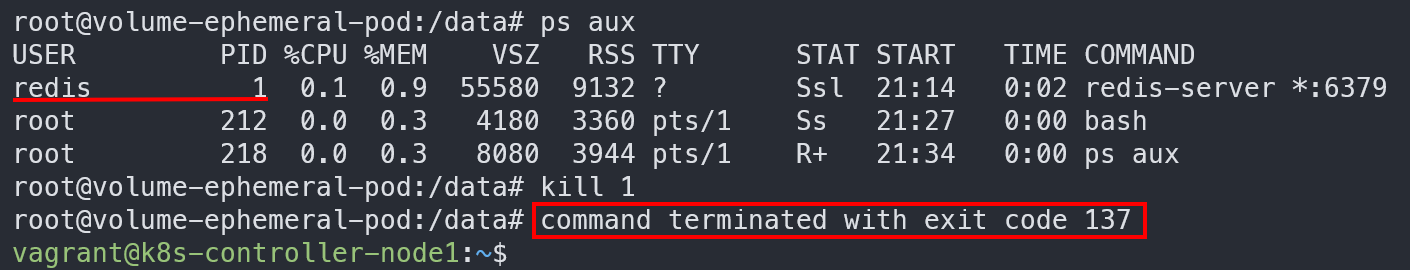 root@volume-ephemeral-pod:/data# ps aux
USER         PID %CPU %MEM    VSZ   RSS TTY      STAT START   TIME COMMAND
redis          1  0.1  0.9  55580  9132 ?        Ssl  21:14   0:02 redis-server *:6379
root         212  0.0  0.3   4180  3360 pts/1    Ss   21:27   0:00 bash
root         218  0.0  0.3   8080  3944 pts/1    R+   21:34   0:00 ps aux
root@volume-ephemeral-pod:/data# kill 1
root@volume-ephemeral-pod:/data# command terminated with exit code 137
vagrant@k8s-controller-node1:~$